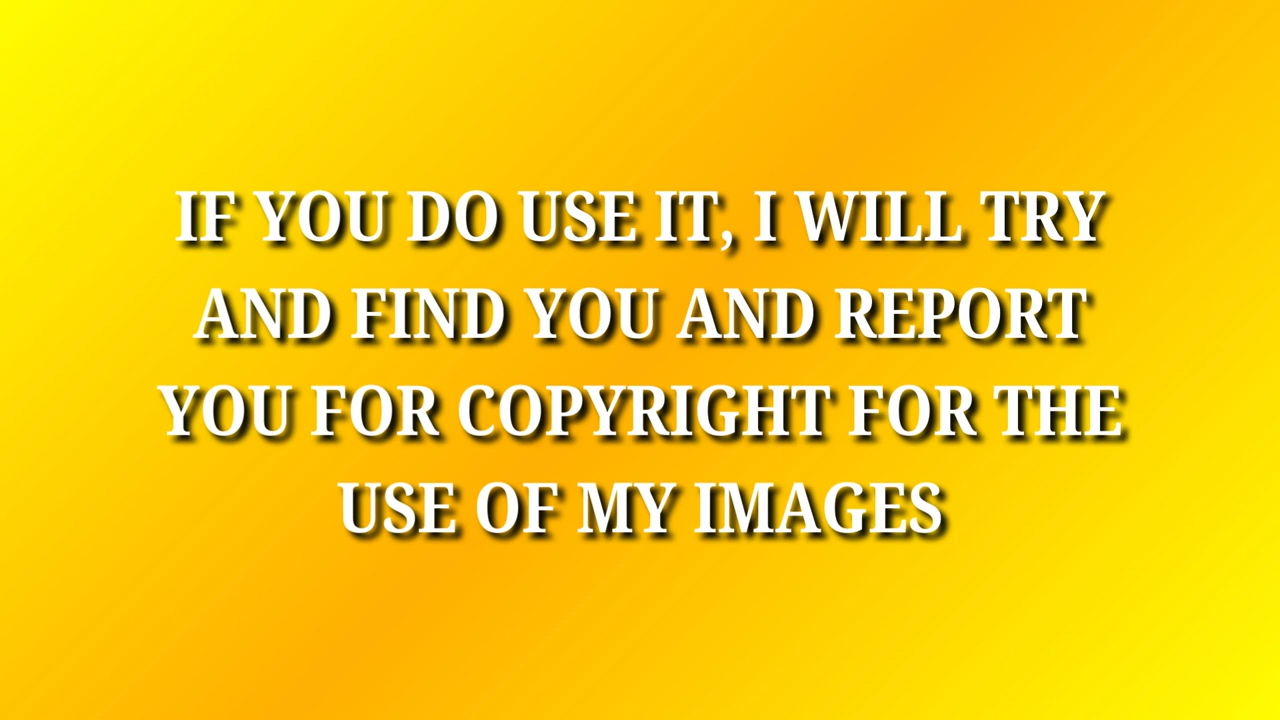 IF YOU DO USE IT, I WILL TRY
AND FIND YOU AND REPORT
YOU FOR COPYRIGHT FOR THE
USE OF MY IMAGES